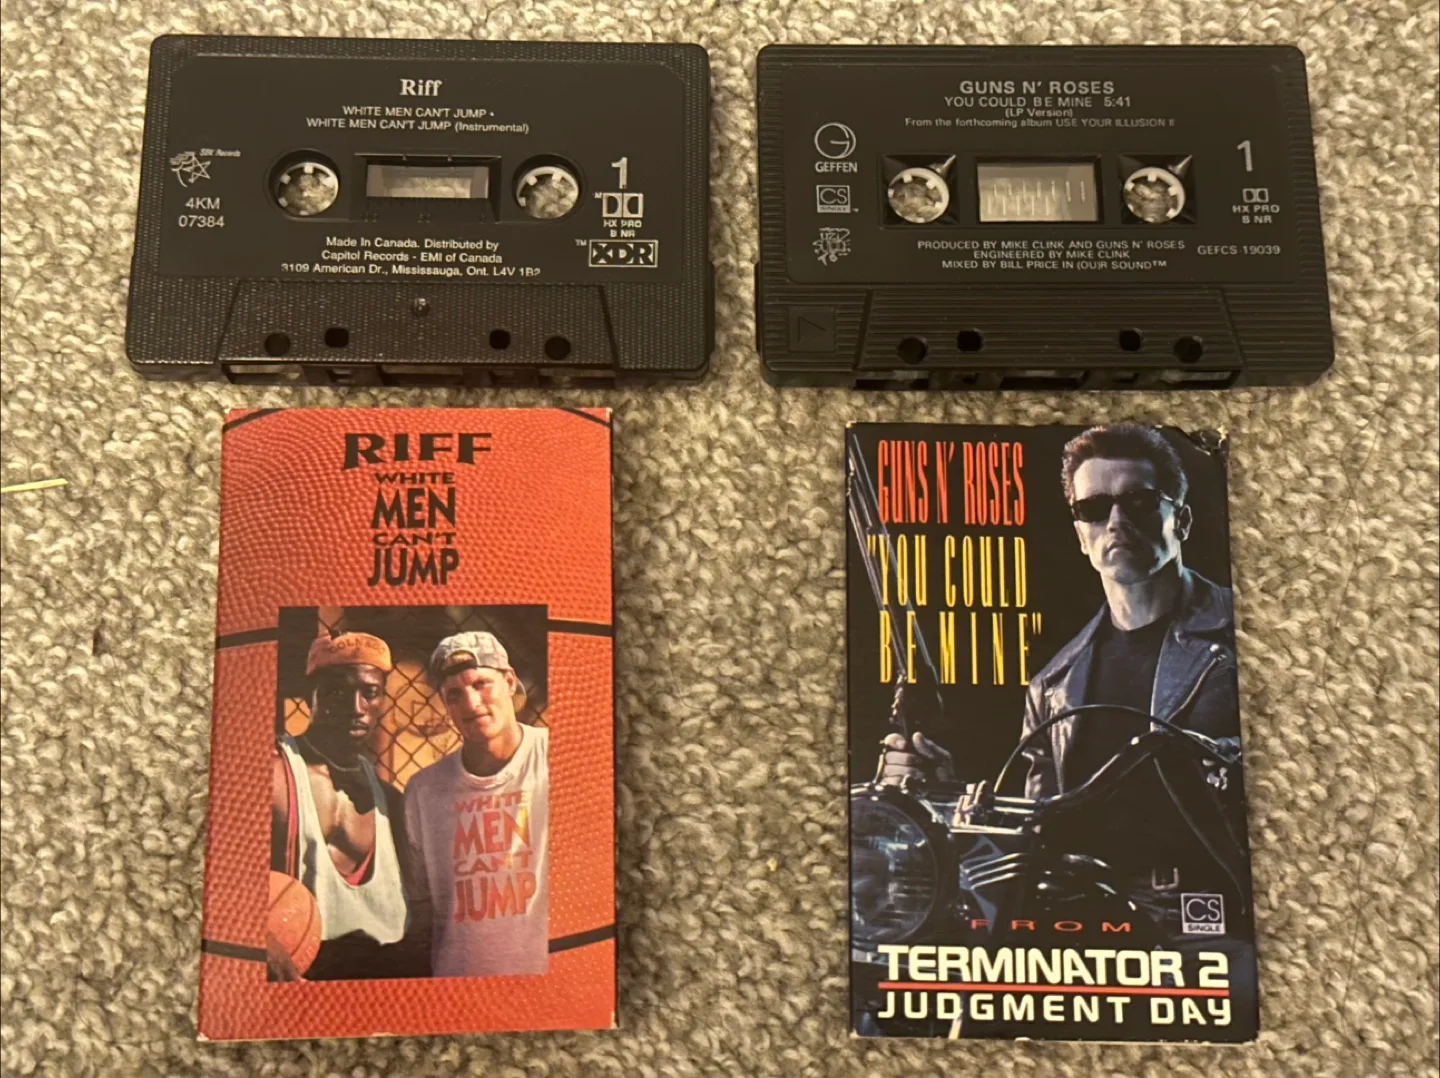 Riff
WHITE MEN CAN'T JUMP •
WHITE MEN CAN'T JUMP (Instrumental)
SBK Records
4KM
07384
1
HX PRO
B NR
Made In Canada. Distributed by
Capitol Records - EMI of Canada
3109 American Dr., Mississauga, Ont. L4V 1B2
™ XDR
GUNS N' ROSES
YOU COULD BE MINE 5:41
(LP Version)
From the forthcoming album USE YOUR ILLUSION II
GEFFEN
CS
SINGLE™
1
HX PRO
B NR
PRODUCED BY MIKE CLINK AND GUNS N' ROSES
ENGINEERED BY MIKE CLINK
MIXED BY BILL PRICE IN (OU)R SOUND™
GEFCS 19039
RIFF
WHITE
MEN
CAN'T
JUMP
WHITE
MEN
CAN'T
JUMP
GUNS N' ROSES
"YOU COULD
BE MINE"
CS
SINGLE
FROM
TERMINATOR 2
JUDGMENT DAY